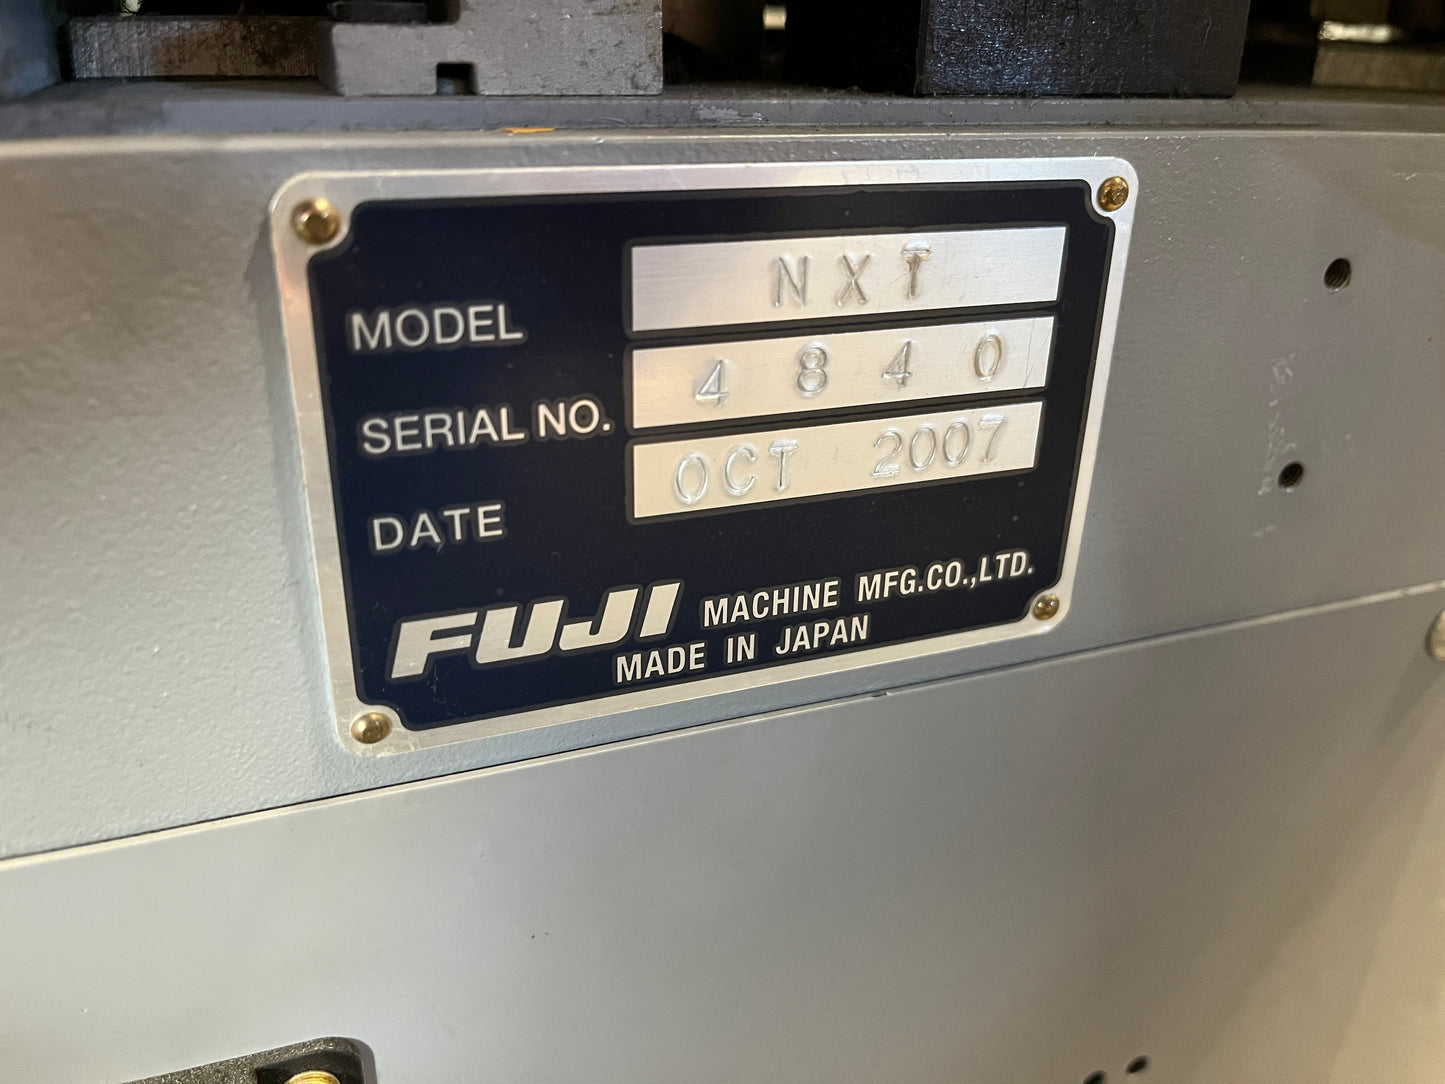 MODEL NXT
SERIAL NO. 4840
DATE OCT 2007
FUJI MACHINE MFG.CO.,LTD.
MADE IN JAPAN